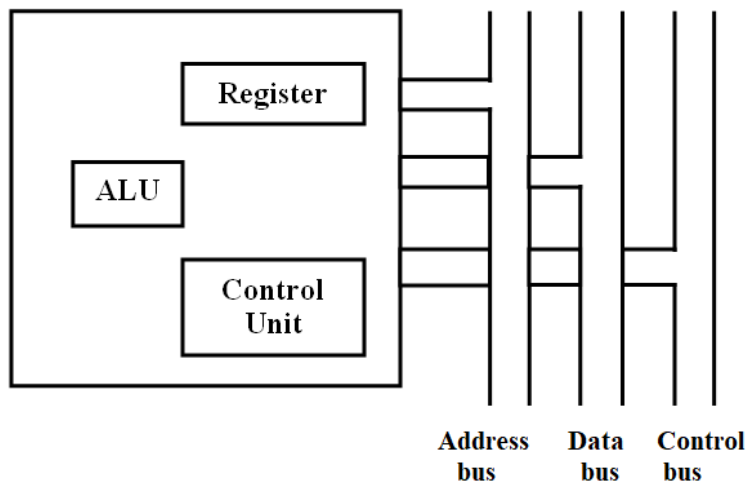 Register
ALU
Control
Unit
Address Data Control
bus bus bus